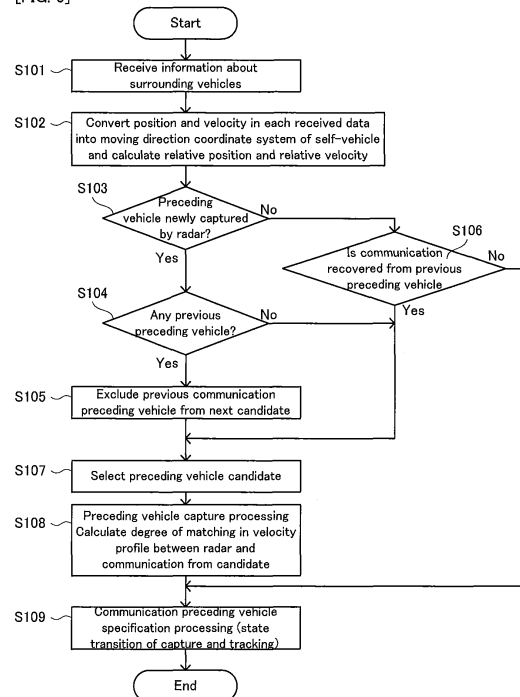 Start
S101
Receive information about
surrounding vehicles
S102
Convert position and velocity in each received data
into moving direction coordinate system of self-vehicle
and calculate relative position and relative velocity
S103
Preceding
vehicle newly captured
by radar?
No
Yes
S106
Is communication
recovered from previous
preceding vehicle
No
Yes
S104
Any previous
preceding vehicle?
No
Yes
S105
Exclude previous communication
preceding vehicle from next candidate
S107
Select preceding vehicle candidate
S108
Preceding vehicle capture processing
Calculate degree of matching in velocity
profile between radar and
communication from candidate
S109
Communication preceding vehicle
specification processing (state
transition of capture and tracking)
End